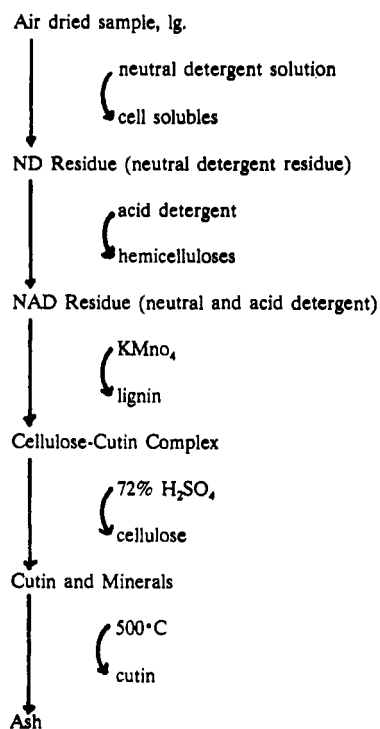 Air dried sample, lg.
neutral detergent solution
cell solubles
ND Residue (neutral detergent residue)
acid detergent
hemicelluloses
NAD Residue (neutral and acid detergent)
KMno₄
lignin
Cellulose-Cutin Complex
72% H₂SO₄
cellulose
Cutin and Minerals
500°C
cutin
Ash